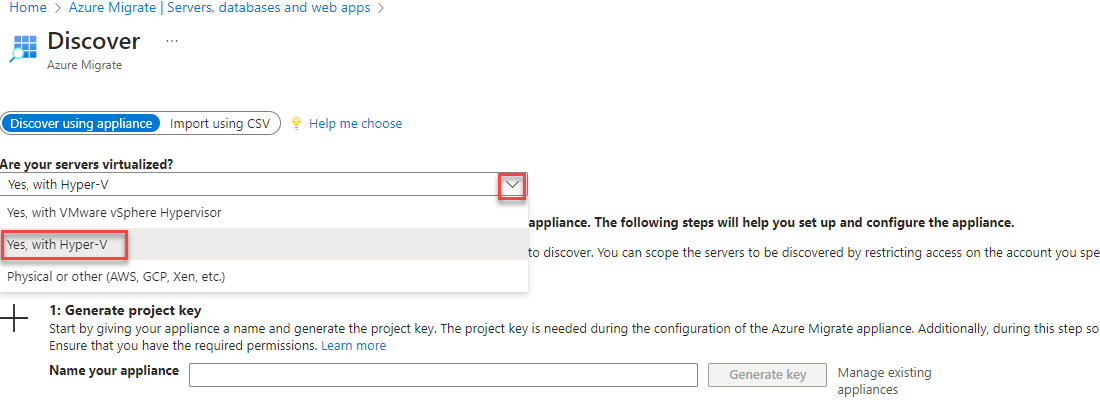 Home > Azure Migrate | Servers, databases and web apps >
Discover ...
Azure Migrate
Discover using appliance Import using CSV Help me choose
Are your servers virtualized?
Yes, with Hyper-V
Yes, with VMware vSphere Hypervisor
appliance. The following steps will help you set up and configure the appliance.
Yes, with Hyper-V
to discover. You can scope the servers to be discovered by restricting access on the account you spe
Physical or other (AWS, GCP, Xen, etc.)
1: Generate project key
Start by giving your appliance a name and generate the project key. The project key is needed during the configuration of the Azure Migrate appliance. Additionally, during this step so
Ensure that you have the required permissions. Learn more
Name your appliance Generate key Manage existing
appliances